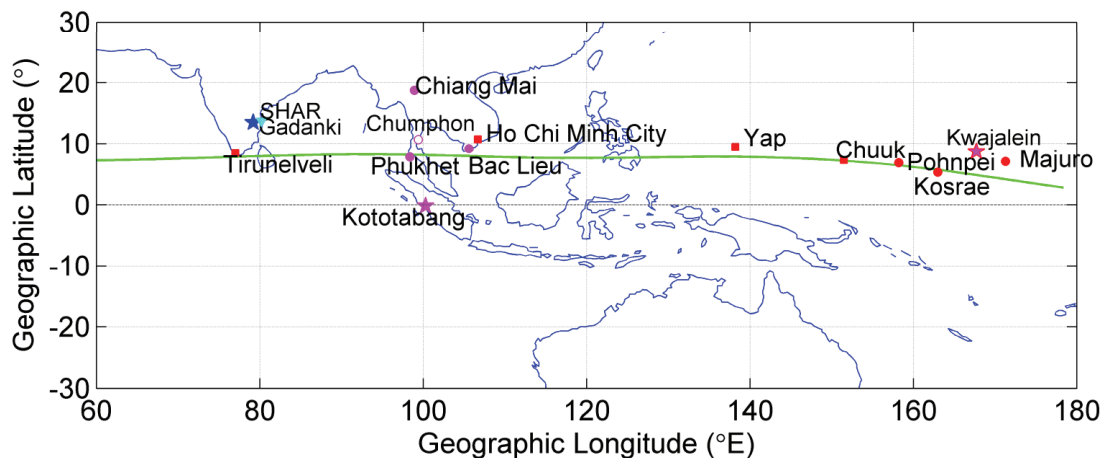 30
20
10
0
-10
-20
-30
Geographic Latitude (°)
Chiang Mai
SHAR
Gadanki
Chumphon
Ho Chi Minh City
Yap
Kwajalein
Tirunelveli
Phukhet Bac Lieu
Chuuk
Pohnpei
Majuro
Kosrae
Kototabang
60 80 100 120 140 160 180
Geographic Longitude (°E)